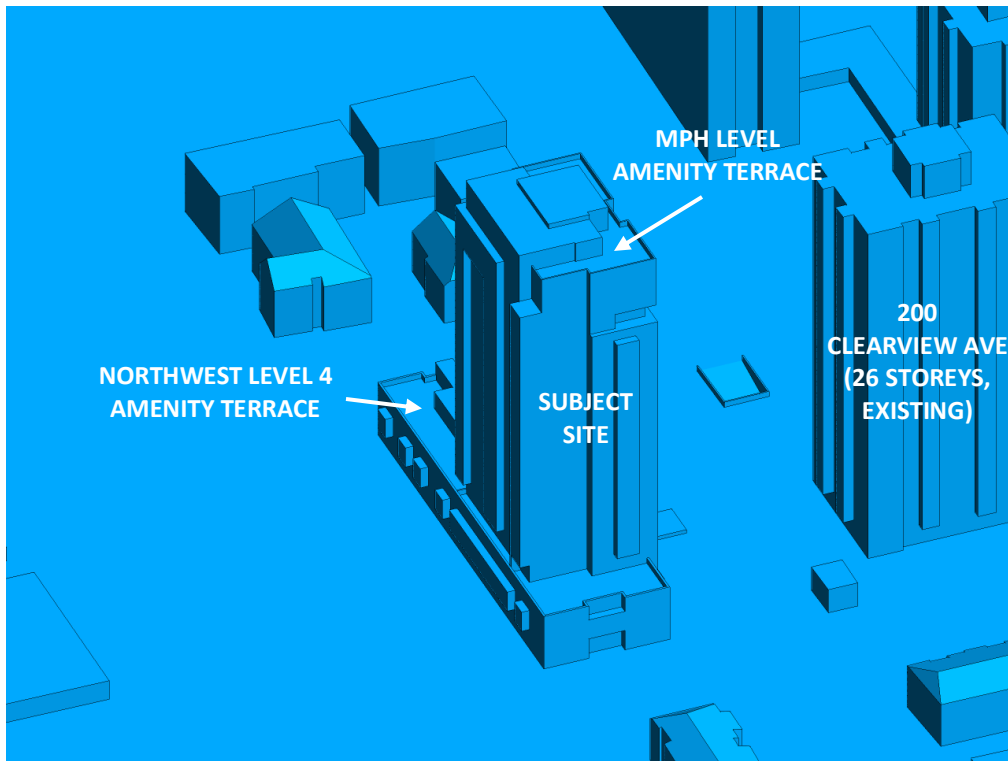 MPH LEVEL
AMENITY TERRACE
200
CLEARVIEW AVE
(26 STOREYS,
EXISTING)
NORTHWEST LEVEL 4
AMENITY TERRACE
SUBJECT
SITE